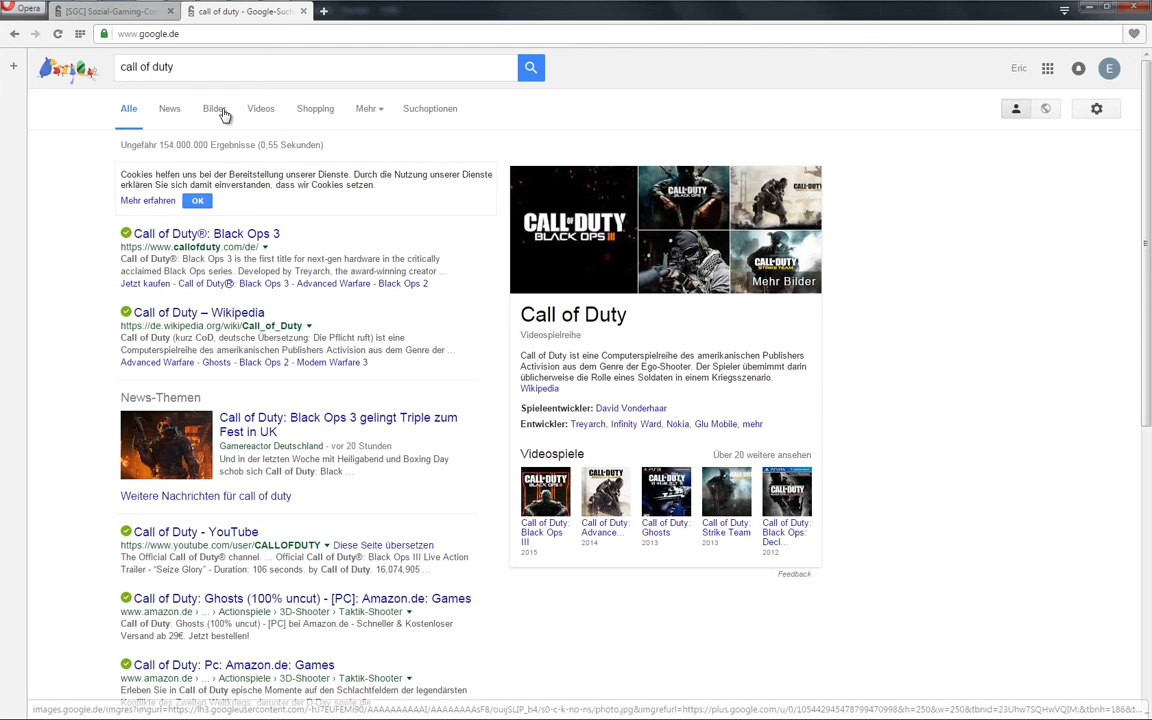 Opera
[SGC] Sozial-Gaming-Co
call of duty - Google-Such
www.google.de
call of duty
Eric
E
Alle News Bilder Videos Shopping Mehr Suchoptionen
Ungefähr 154.000.000 Ergebnisse (0,55 Sekunden)
Cookies helfen uns bei der Bereitstellung unserer Dienste. Durch die Nutzung unserer Dienste
erklären Sie sich damit einverstanden, dass wir Cookies setzen.
Mehr erfahren OK
Call of Duty®: Black Ops 3
https://www.callofduty.com/de/
Call of Duty®: Black Ops 3 is the first title for next-gen hardware in the critically
acclaimed Black Ops series. Developed by Treyarch, the award-winning creator ...
Jetzt kaufen - Call of Duty®: Black Ops 3 - Advanced Warfare - Black Ops 2
Call of Duty – Wikipedia
https://de.wikipedia.org/wiki/Call_of_Duty
Call of Duty (kurz CoD, deutsche Übersetzung: Die Pflicht ruft) ist eine
Computerspielreihe des amerikanischen Publishers Activision aus dem Genre der ...
Advanced Warfare - Ghosts - Black Ops 2 - Modern Warfare 3
News-Themen
Call of Duty: Black Ops 3 gelingt Triple zum
Fest in UK
Gamereactor Deutschland - vor 20 Stunden
Und in der letzten Woche mit Heiligabend und Boxing Day
schob sich Call of Duty: Black ...
Weitere Nachrichten für call of duty
Call of Duty - YouTube
https://www.youtube.com/user/CALLOFDUTY Diese Seite übersetzen
The Official Call of Duty® channel. ... Official Call of Duty®: Black Ops III Live Action
Trailer - “Seize Glory” - Duration: 106 seconds. by Call of Duty. 16,074,905 ...
Call of Duty: Ghosts (100% uncut) - [PC]: Amazon.de: Games
www.amazon.de › ... › Actionspiele › 3D-Shooter › Taktik-Shooter
Call of Duty: Ghosts (100% uncut) - [PC] bei Amazon.de - Schneller & Kostenloser
Versand ab 29€. Jetzt bestellen!
Call of Duty: Pc: Amazon.de: Games
www.amazon.de › ... › Actionspiele › 3D-Shooter › Taktik-Shooter
Erleben Sie in Call of Duty epische Momente auf den Schlachtfeldern der legendärsten
Konflikte des Zweiten Weltkriegs, darunter der D-Day sowie die
CALL OF DUTY
BLACK OPS III
CALL DUTY
CALL DUTY
CALL DUTY
STRIKE TEAM
Mehr Bilder
Call of Duty
Videospielreihe
Call of Duty ist eine Computerspielreihe des amerikanischen Publishers
Activision aus dem Genre der Ego-Shooter. Der Spieler übernimmt darin
üblicherweise die Rolle eines Soldaten in einem Kriegsszenario.
Wikipedia
Spieleentwickler: David Vonderhaar
Entwickler: Treyarch, Infinity Ward, Nokia, Glu Mobile, mehr
Videospiele Über 20 weitere ansehen
Call of Duty: Black Ops III 2015
Call of Duty: Advance... 2014
Call of Duty: Ghosts 2013
Call of Duty: Strike Team 2013
Call of Duty: Black Ops: Decl... 2012
Feedback